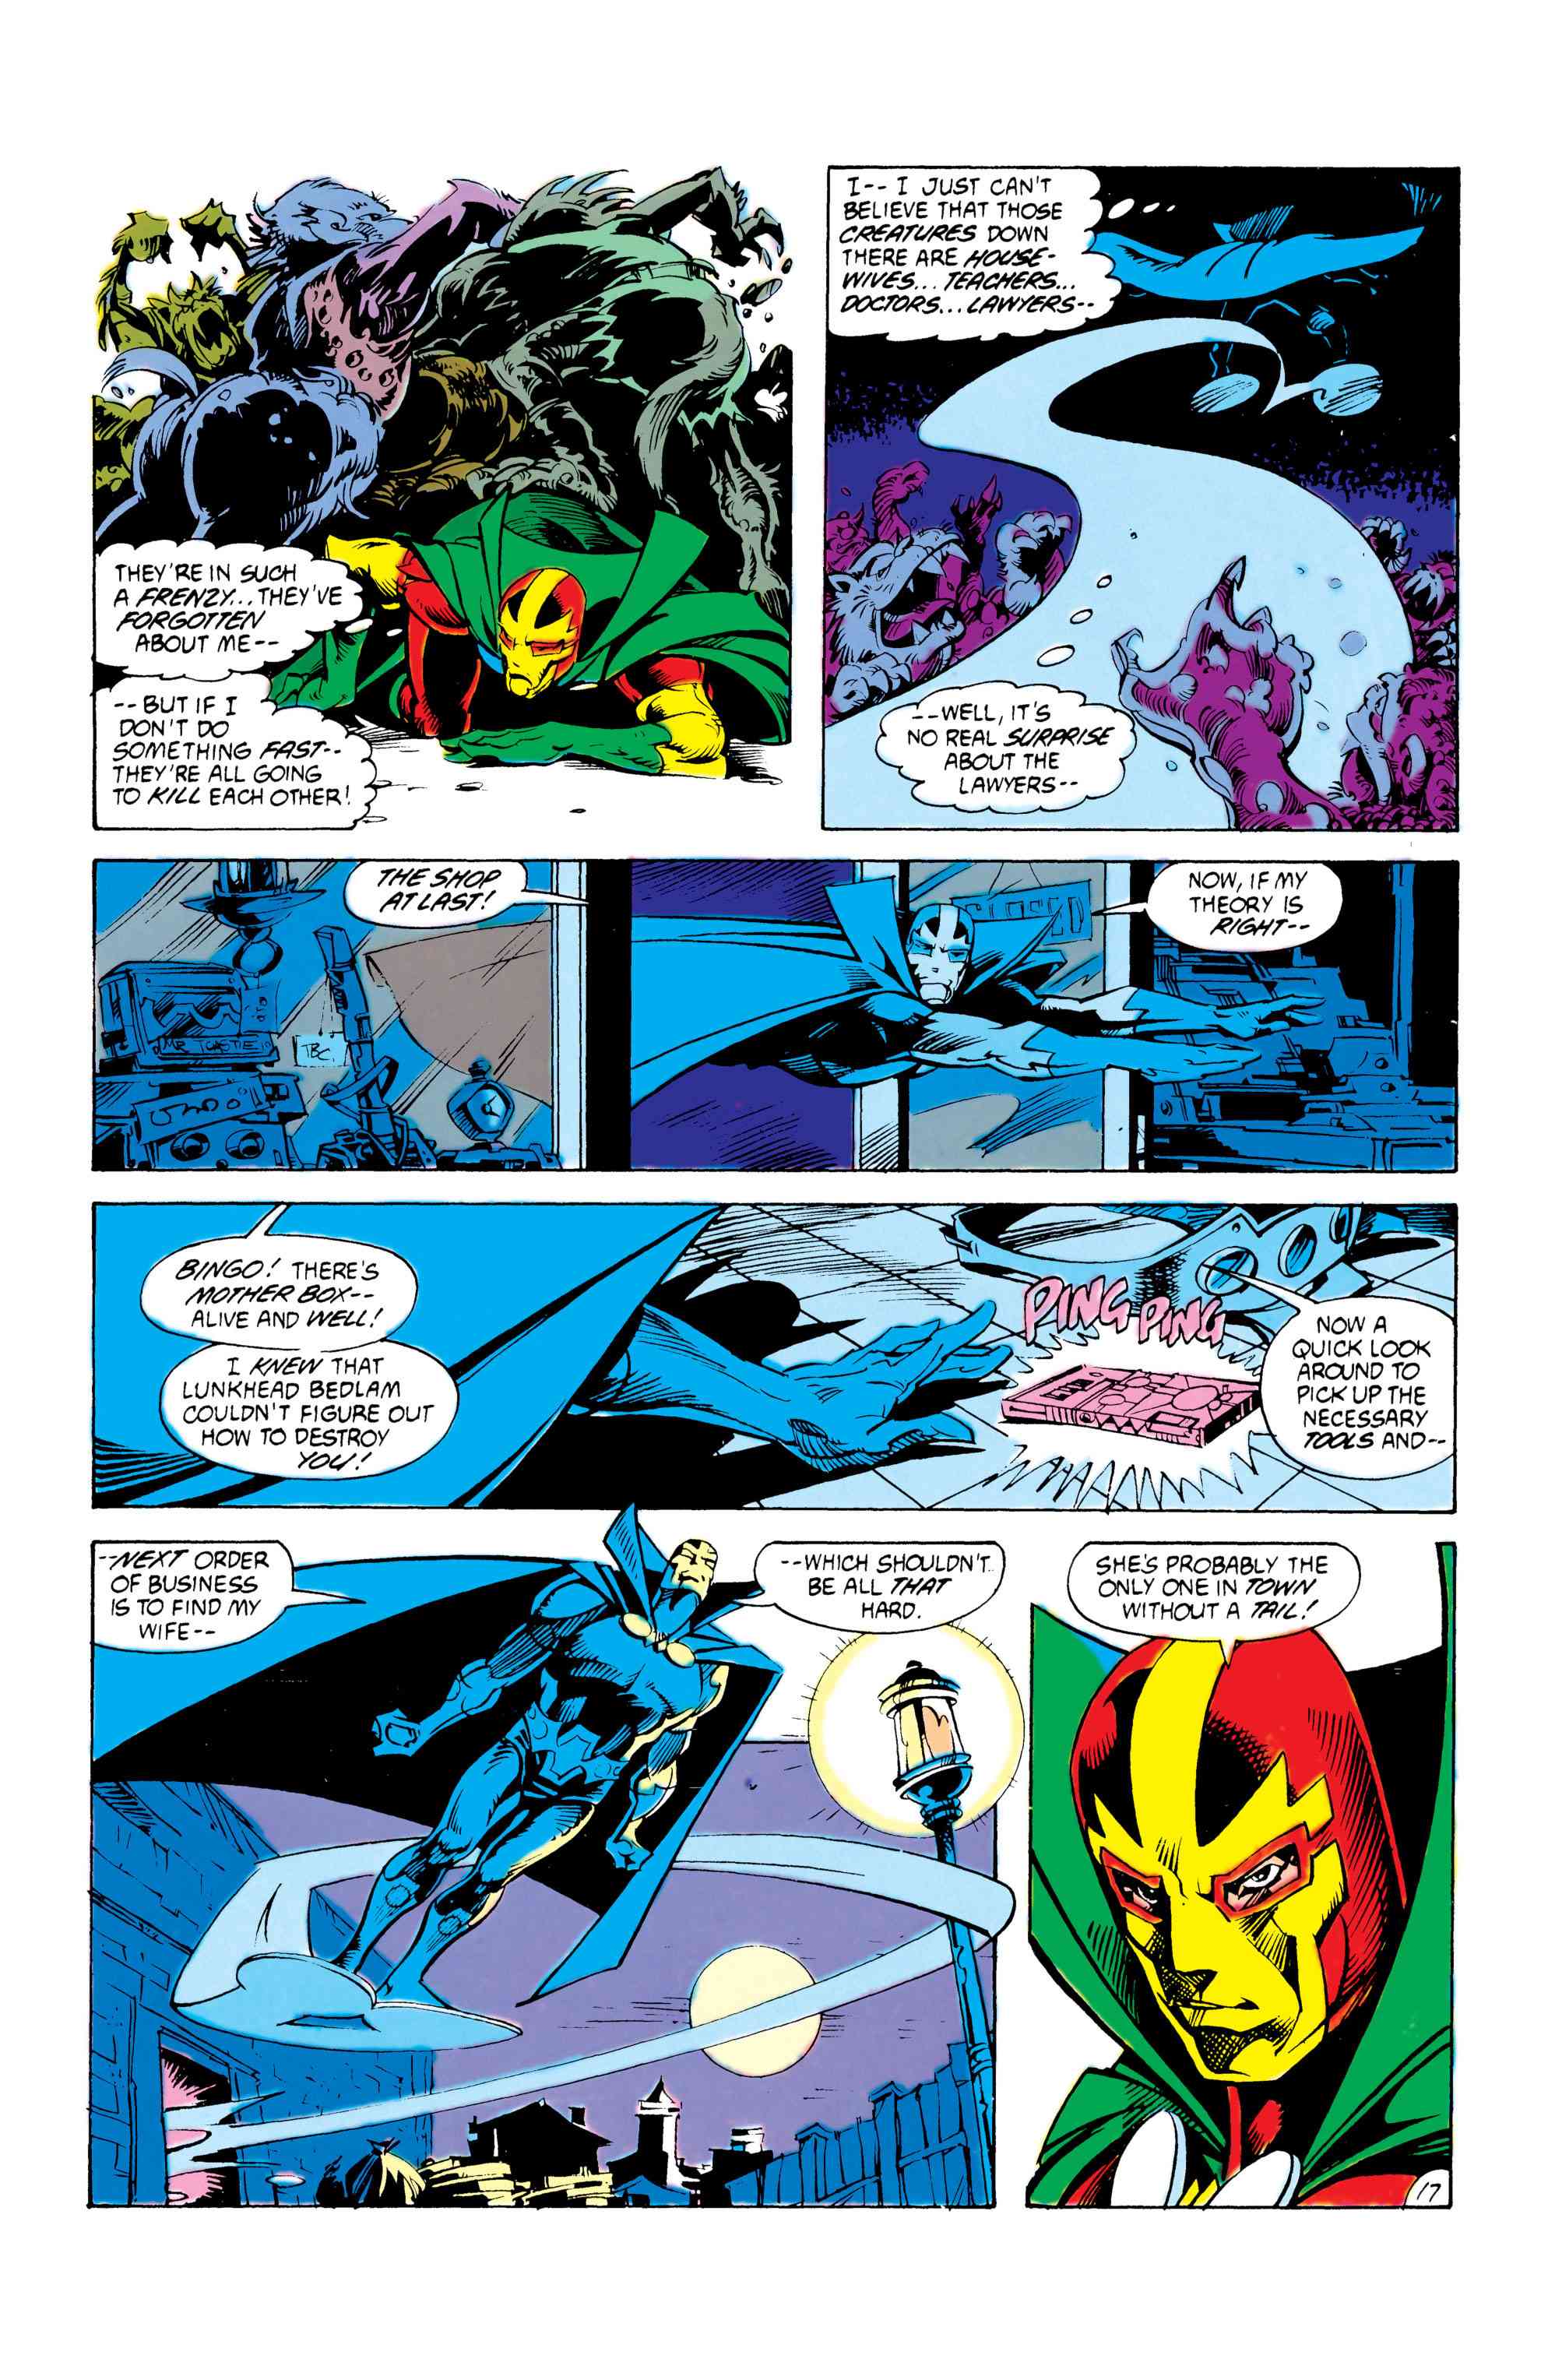 THEY'RE IN SUCH
A FRENZY... THEY'VE
FORGOTTEN
ABOUT ME--
--BUT IF I
DON'T DO
SOMETHING FAST--
THEY'RE ALL GOING
TO KILL EACH OTHER!
I-- I JUST CAN'T
BELIEVE THAT THOSE
CREATURES DOWN
THERE ARE HOUSE-
WIVES... TEACHERS...
DOCTORS... LAWYERS--
--WELL, IT'S
NO REAL SURPRISE
ABOUT THE
LAWYERS--
THE SHOP
AT LAST!
MR TOASTIE
TBC.
CLOSED
NOW, IF MY
THEORY IS
RIGHT--
BINGO! THERE'S
MOTHER BOX--
ALIVE AND WELL!
I KNEW THAT
LUNKHEAD BEDLAM
COULDN'T FIGURE OUT
HOW TO DESTROY
YOU!
PING PING
NOW A
QUICK LOOK
AROUND TO
PICK UP THE
NECESSARY
TOOLS AND--
--NEXT ORDER
OF BUSINESS
IS TO FIND MY
WIFE--
--WHICH SHOULDN'T
BE ALL THAT
HARD.
SHE'S PROBABLY THE
ONLY ONE IN TOWN
WITHOUT A TAIL!
17